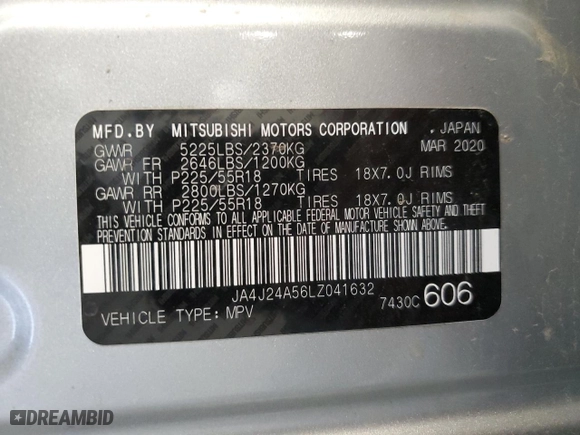 MFD.BY MITSUBISHI MOTORS CORPORATION . JAPAN
GVWR 5225LBS/2370KG MAR 2020
GAWR FR 2646LBS/1200KG
WITH P225/55R18 TIRES 18X7.0J RIMS
GAWR RR 2800LBS/1270KG
WITH P225/55R18 TIRES 18X7.0J RIMS
THIS VEHICLE CONFORMS TO ALL APPLICABLE FEDERAL MOTOR VEHICLE SAFETY AND THEFT
PREVENTION STANDARDS IN EFFECT ON THE DATE OF MANUFACTURE SHOWN ABOVE.
JA4J24A56LZ041632
VEHICLE TYPE: MPV 7430C 606
DREAMBID